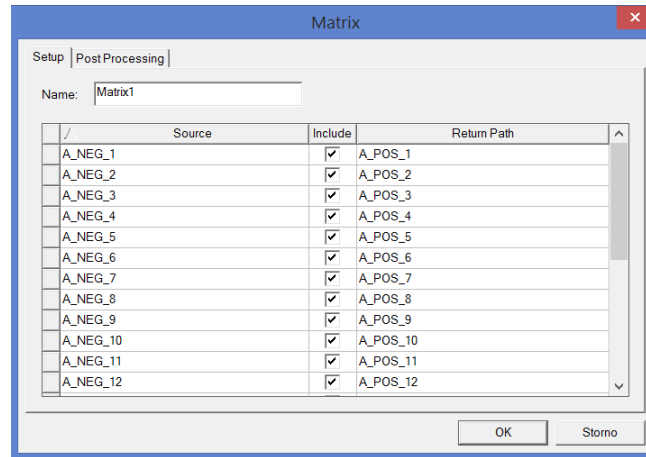 Matrix
Setup Post Processing
Name: Matrix1
Source Include Return Path
A_NEG_1 A_POS_1
A_NEG_2 A_POS_2
A_NEG_3 A_POS_3
A_NEG_4 A_POS_4
A_NEG_5 A_POS_5
A_NEG_6 A_POS_6
A_NEG_7 A_POS_7
A_NEG_8 A_POS_8
A_NEG_9 A_POS_9
A_NEG_10 A_POS_10
A_NEG_11 A_POS_11
A_NEG_12 A_POS_12
OK Storno